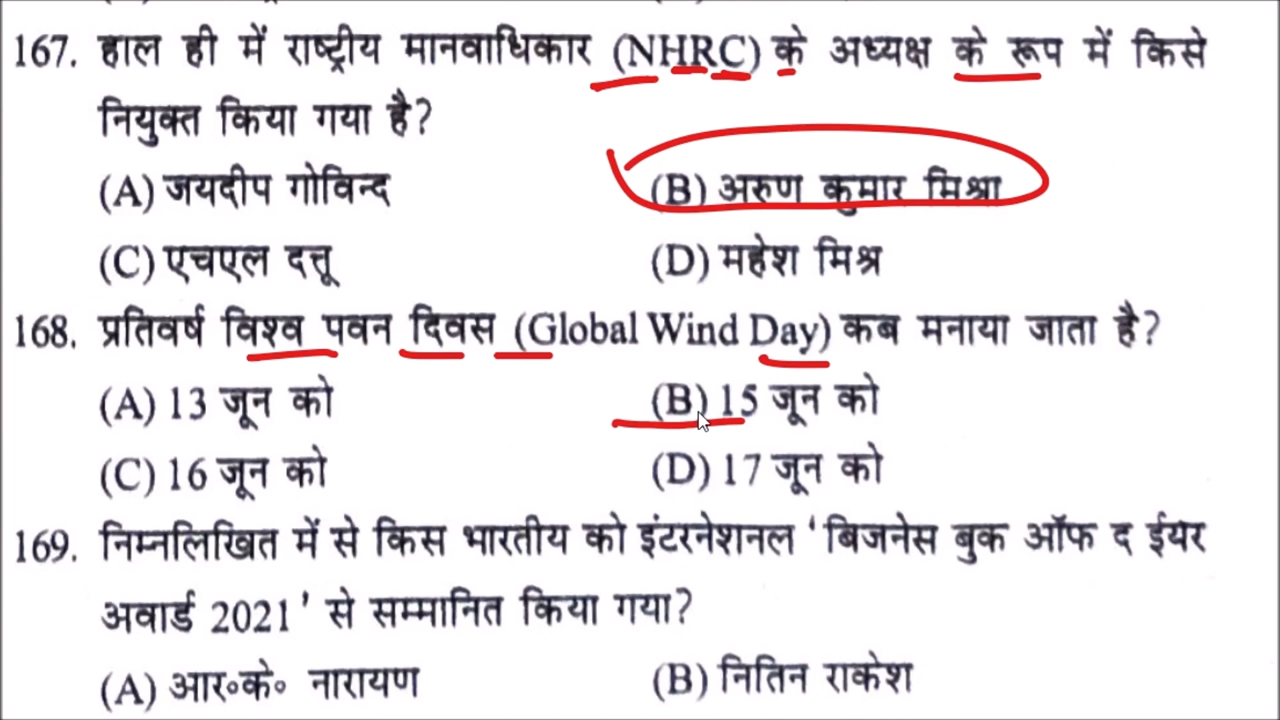 167. हाल ही में राष्ट्रीय मानवाधिकार (NHRC) के अध्यक्ष के रूप में किसे
नियुक्त किया गया है?
(A) जयदीप गोविन्द (B) अरुण कुमार मिश्रा
(C) एचएल दत्तू (D) महेश मिश्र
168. प्रतिवर्ष विश्व पवन दिवस (Global Wind Day) कब मनाया जाता है?
(A) 13 जून को (B) 15 जून को
(C) 16 जून को (D) 17 जून को
169. निम्नलिखित में से किस भारतीय को इंटरनेशनल ‘बिजनेस बुक ऑफ द ईयर
अवार्ड 2021’ से सम्मानित किया गया?
(A) आर॰के॰ नारायण (B) नितिन राकेश